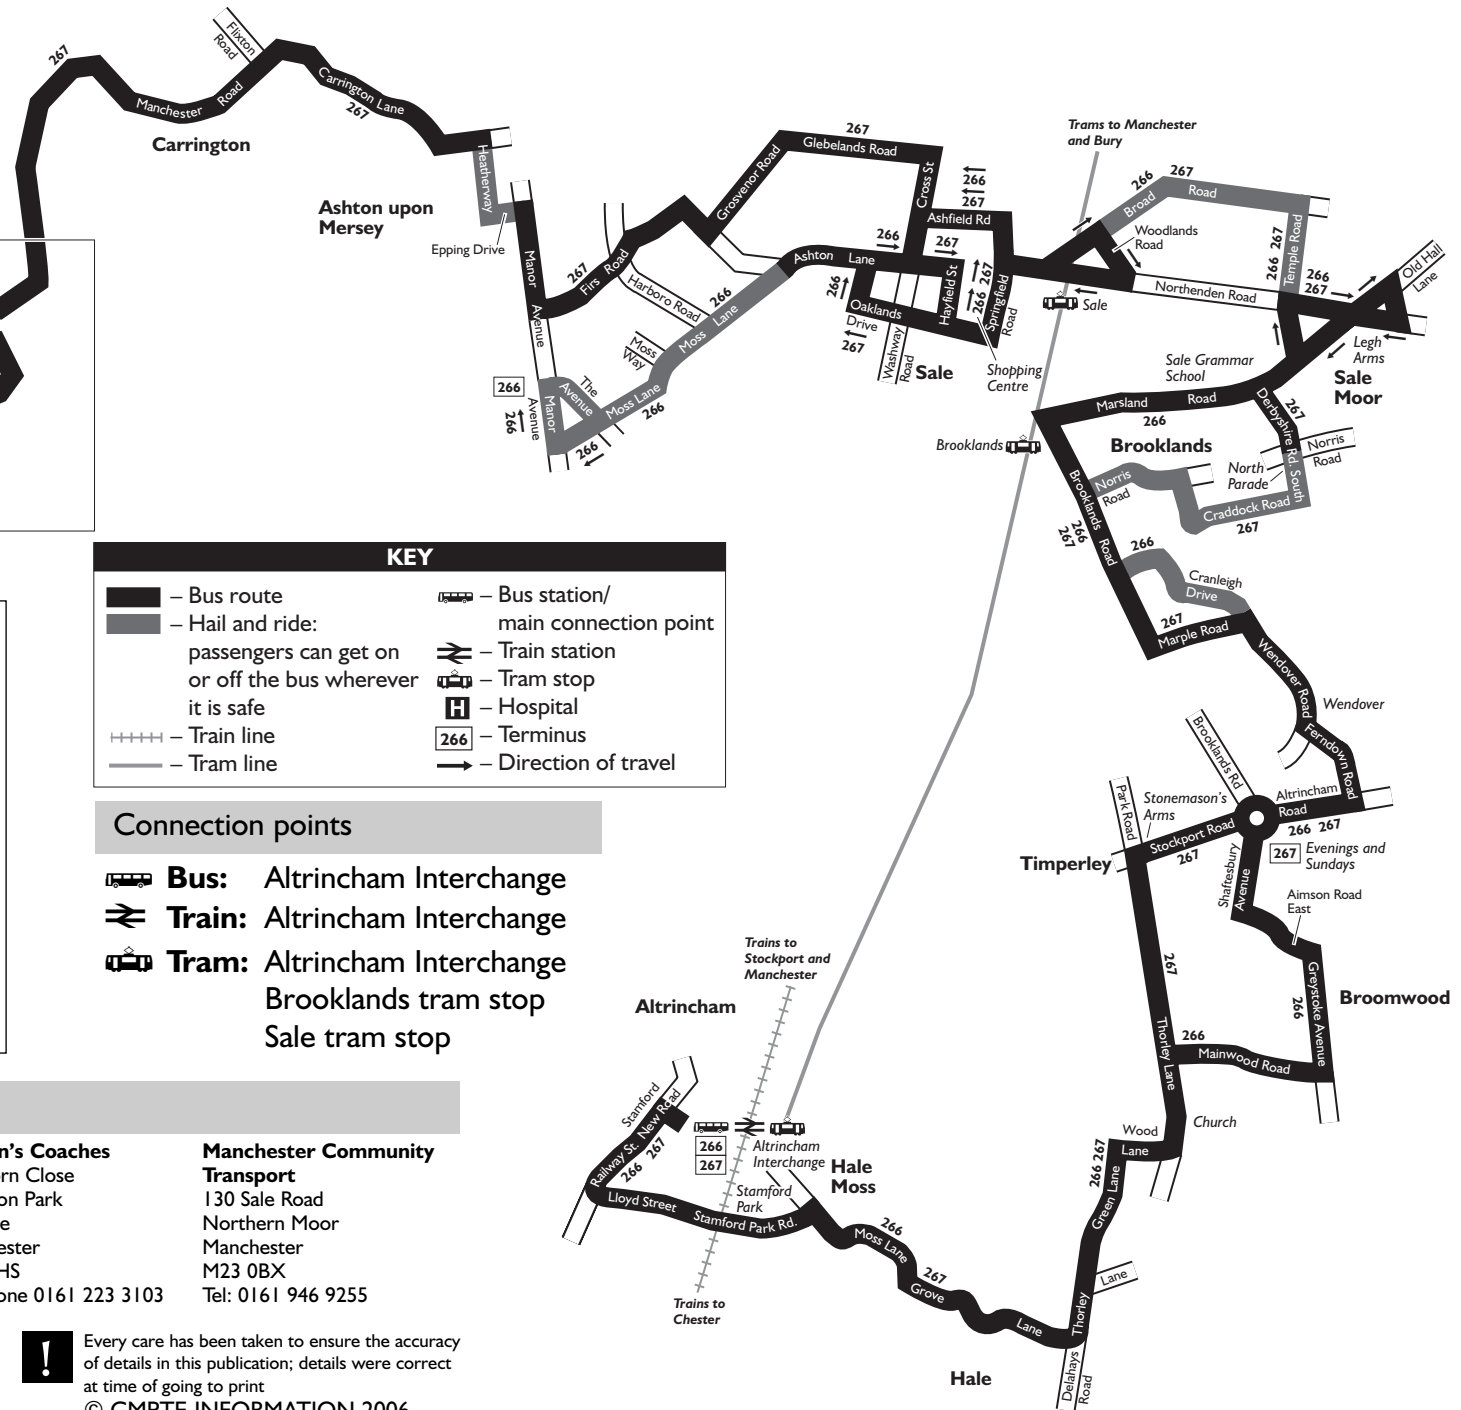 267
Flixton
Road
Manchester Road
Carrington Lane
267
Carrington
Heatherway
Ashton upon
Mersey
Epping Drive
Manor
Avenue
267
Firs Road
Harboro Road
Grosvenor Road
267
Glebelands Road
Cross St
266
267
Ashfield Rd
266
Ashton Lane
267
266
Moss Lane
Moss
Way
The
Avenue
266
Manor
Avenue
266
Moss Lane
266
266
266
Oaklands
Drive
267
Washway
Road
Hayfield St
266
267
Springfield
Road
Sale
Shopping
Centre
Trams to Manchester
and Bury
266
267
Broad Road
Woodlands
Road
266 267
Temple Road
Sale
Northenden Road
266
267
Old Hall
Lane
Legh
Arms
Sale
Moor
Sale Grammar
School
Marsland Road
266
Derbyshire Rd. South
267
Brooklands
Brooklands
Norris
Road
North
Parade
Norris
Road
Craddock Road
267
Brooklands Road
266
267
266
Cranleigh
Drive
267
Marple Road
Wendover Road
Wendover
Ferndown Road
Brooklands Rd
Altrincham
Road
266 267
267
Evenings and
Sundays
Park Road
Stonemason's
Arms
Stockport Road
267
Timperley
Shaftesbury
Avenue
Aimson Road
East
Greystoke Avenue
266
Broomwood
267
Thorley Lane
266
Mainwood Road
Church
Wood
Lane
266 267
Green Lane
Lane
Thorley
Delahays
Road
Hale
KEY
– Bus route
– Hail and ride:
passengers can get on
or off the bus wherever
it is safe
– Train line
– Tram line
– Bus station/
main connection point
– Train station
– Tram stop
H – Hospital
266 – Terminus
– Direction of travel
Connection points
Bus: Altrincham Interchange
Train: Altrincham Interchange
Tram: Altrincham Interchange
Brooklands tram stop
Sale tram stop
Trains to
Stockport and
Manchester
Altrincham
Stamford
New Road
Railway St.
266 267
266
267
Altrincham
Interchange
Hale
Moss
Lloyd Street
Stamford
Park
Stamford Park Rd.
266
Moss Lane
267
Grove Lane
Trains to
Chester
n's Coaches
rn Close
on Park
e
ester
HS
one 0161 223 3103
Manchester Community
Transport
130 Sale Road
Northern Moor
Manchester
M23 0BX
Tel: 0161 946 9255
!
Every care has been taken to ensure the accuracy
of details in this publication; details were correct
at time of going to print
© GMPTE INFORMATION 2006